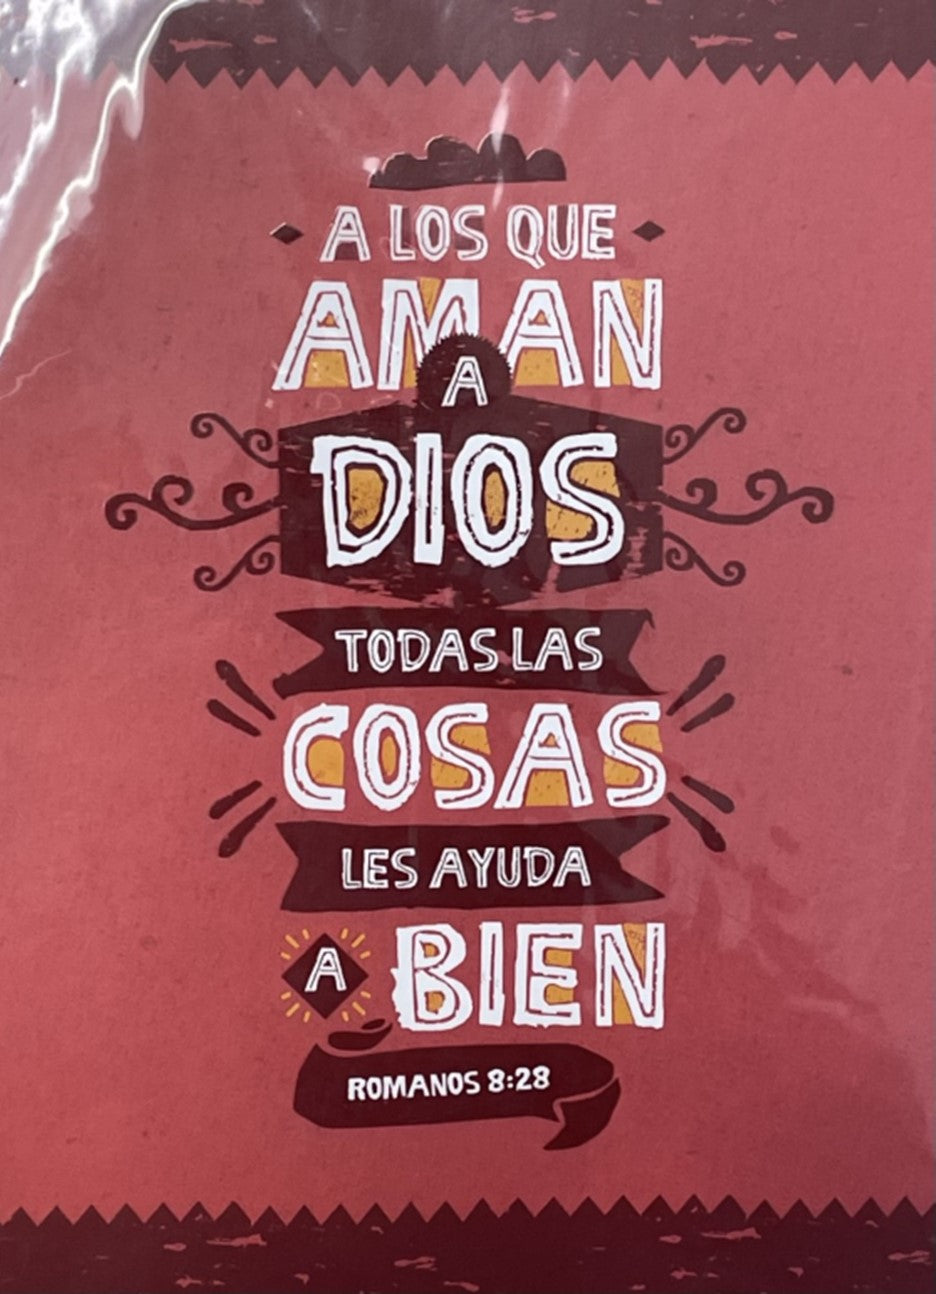 A LOS QUE
AMAN
A
DIOS
TODAS LAS
COSAS
LES AYUDA
A BIEN
ROMANOS 8:28